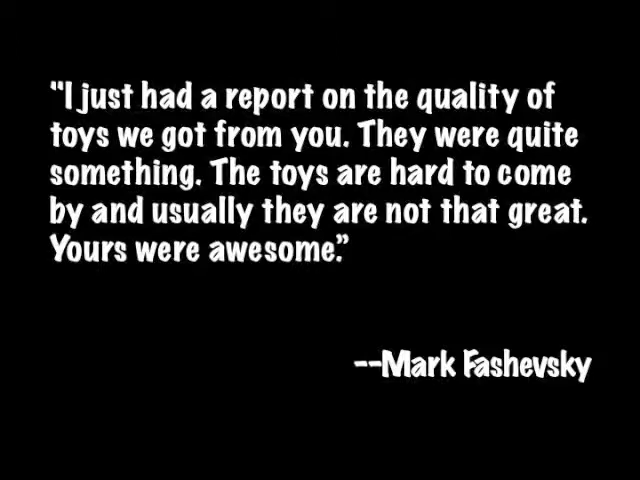 "I just had a report on the quality of
toys we got from you. They were quite
something. The toys are hard to come
by and usually they are not that great.
Yours were awesome."
--Mark Fashevsky